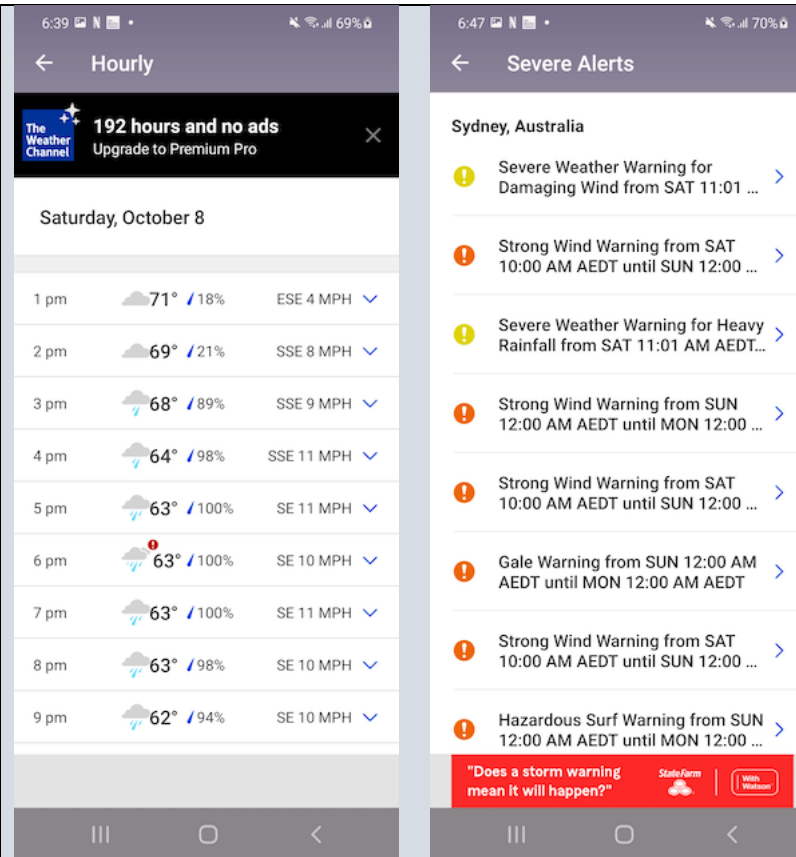 6:39 N • 69%
Hourly
The
Weather
Channel
192 hours and no ads
Upgrade to Premium Pro
Saturday, October 8
1 pm 71° 18% ESE 4 MPH
2 pm 69° 21% SSE 8 MPH
3 pm 68° 89% SSE 9 MPH
4 pm 64° 98% SSE 11 MPH
5 pm 63° 100% SE 11 MPH
6 pm 63° 100% SE 10 MPH
7 pm 63° 100% SE 11 MPH
8 pm 63° 98% SE 10 MPH
9 pm 62° 94% SE 10 MPH
6:47 N • 70%
Severe Alerts
Sydney, Australia
Severe Weather Warning for
Damaging Wind from SAT 11:01 ...
Strong Wind Warning from SAT
10:00 AM AEDT until SUN 12:00 ...
Severe Weather Warning for Heavy
Rainfall from SAT 11:01 AM AEDT...
Strong Wind Warning from SUN
12:00 AM AEDT until MON 12:00 ...
Strong Wind Warning from SAT
10:00 AM AEDT until SUN 12:00 ...
Gale Warning from SUN 12:00 AM
AEDT until MON 12:00 AM AEDT
Strong Wind Warning from SAT
10:00 AM AEDT until SUN 12:00 ...
Hazardous Surf Warning from SUN
12:00 AM AEDT until MON 12:00 ...
"Does a storm warning
mean it will happen?"
StateFarm
With
Watson